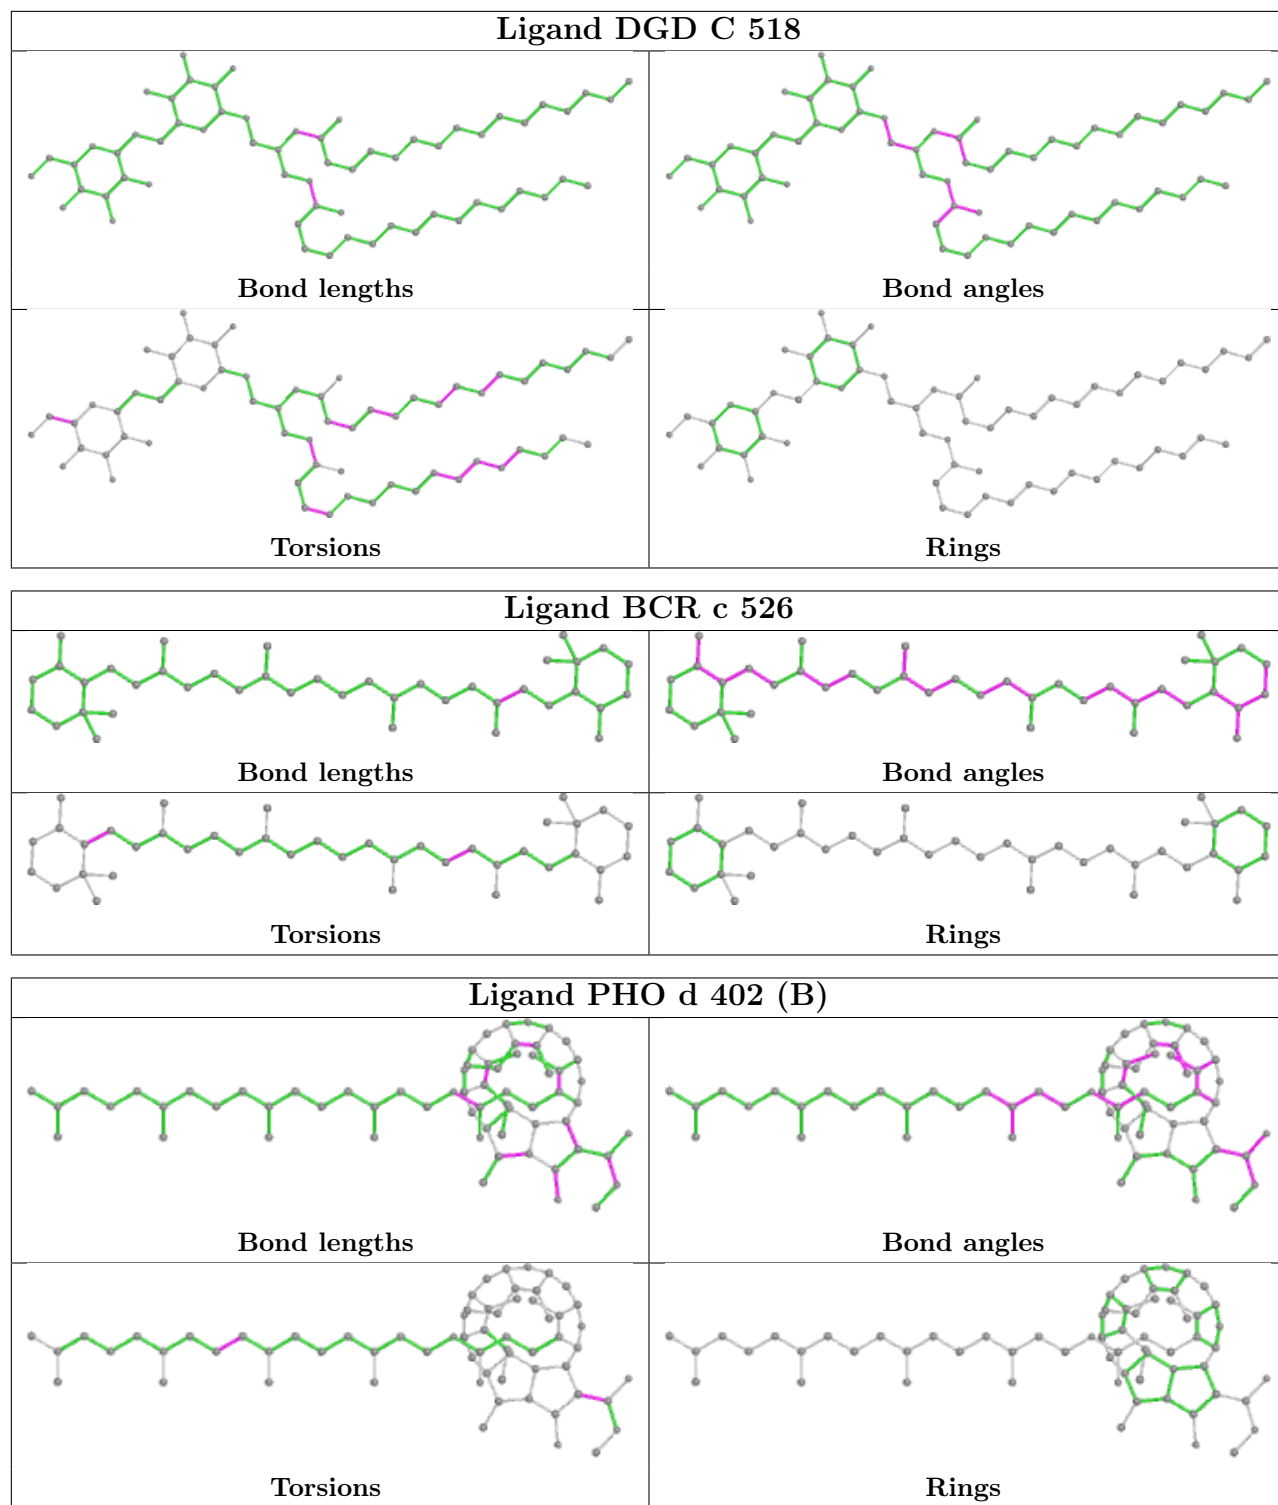 Ligand DGD C 518
Bond lengths
Bond angles
Torsions
Rings
Ligand BCR c 526
Bond lengths
Bond angles
Torsions
Rings
Ligand PHO d 402 (B)
Bond lengths
Bond angles
Torsions
Rings